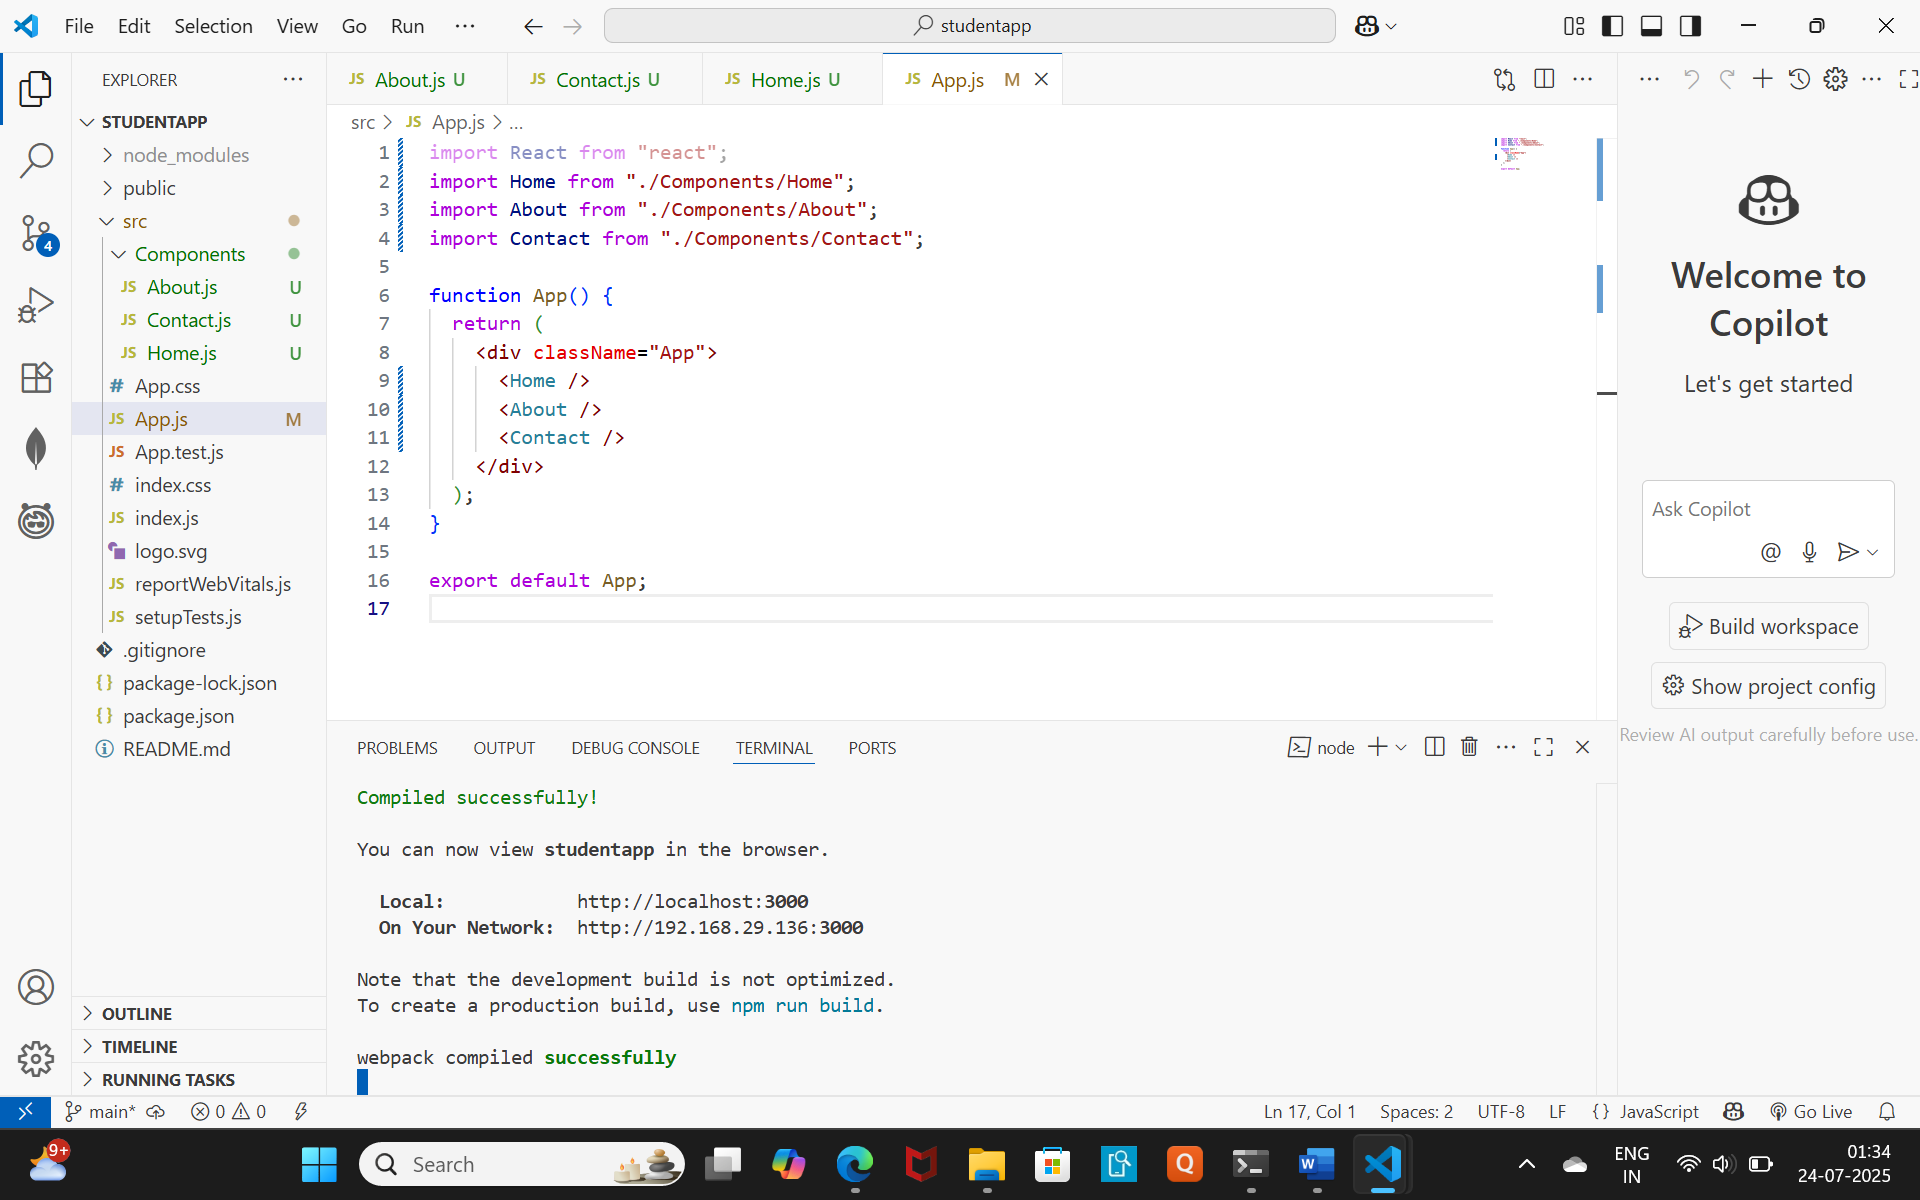 File Edit Selection View Go Run ··· studentapp
EXPLORER ···
STUDENTAPP
node_modules
public
src
Components
JS About.js U
JS Contact.js U
JS Home.js U
# App.css
JS App.js M
JS App.test.js
# index.css
JS index.js
logo.svg
JS reportWebVitals.js
JS setupTests.js
.gitignore
{} package-lock.json
{} package.json
README.md
OUTLINE
TIMELINE
RUNNING TASKS
4
JS About.js U JS Contact.js U JS Home.js U JS App.js M
src > JS App.js > ...
1 import React from "react";
2 import Home from "./Components/Home";
3 import About from "./Components/About";
4 import Contact from "./Components/Contact";
5
6 function App() {
7 return (
8 <div className="App">
9 <Home />
10 <About />
11 <Contact />
12 </div>
13 );
14 }
15
16 export default App;
17
PROBLEMS OUTPUT DEBUG CONSOLE TERMINAL PORTS node
Compiled successfully!
You can now view studentapp in the browser.
Local: http://localhost:3000
On Your Network: http://192.168.29.136:3000
Note that the development build is not optimized.
To create a production build, use npm run build.
webpack compiled successfully
Welcome to
Copilot
Let's get started
Ask Copilot
Build workspace
Show project config
Review AI output carefully before use.
main* 0 0 Ln 17, Col 1 Spaces: 2 UTF-8 LF {} JavaScript Go Live
9+ Search ENG
IN
01:34
24-07-2025